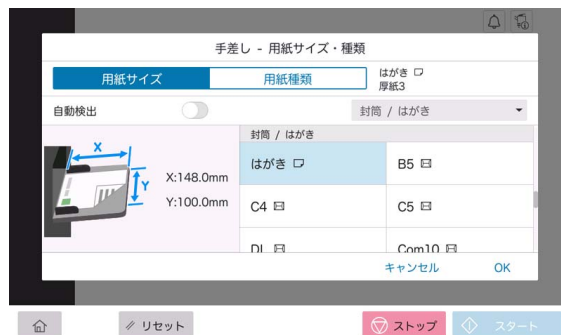 手差し - 用紙サイズ・種類
用紙サイズ
用紙種類
はがき
厚紙3
自動検出
封筒 / はがき
封筒 / はがき
X
Y
X:148.0mm
Y:100.0mm
はがき
B5
C4
C5
DL
Com10
キャンセル
OK
リセット
ストップ
スタート